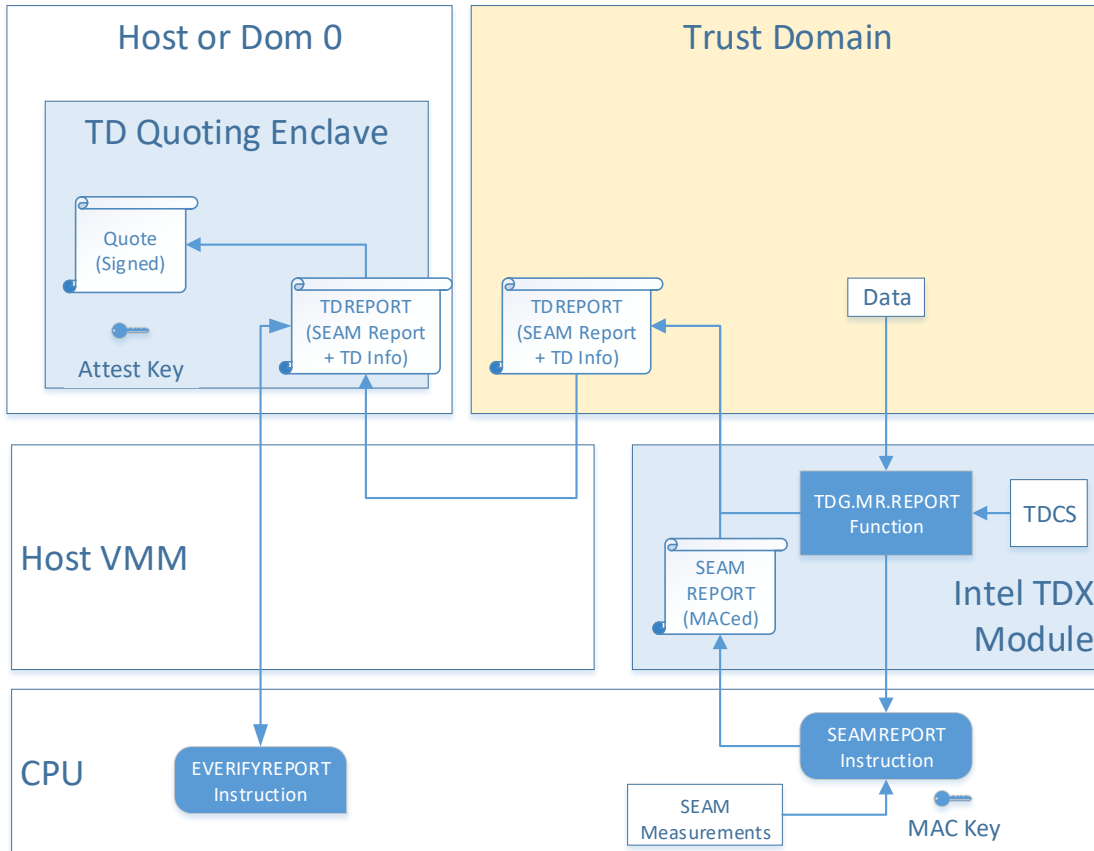 Host or Dom 0
TD Quoting Enclave
Quote
(Signed)
Attest Key
TDREPORT
(SEAM Report
+ TD Info)
Trust Domain
TDREPORT
(SEAM Report
+ TD Info)
Data
Host VMM
TDG.MR.REPORT
Function
TDCS
SEAM
REPORT
(MACed)
Intel TDX
Module
CPU
EVERIFYREPORT
Instruction
SEAMREPORT
Instruction
SEAM
Measurements
MAC Key